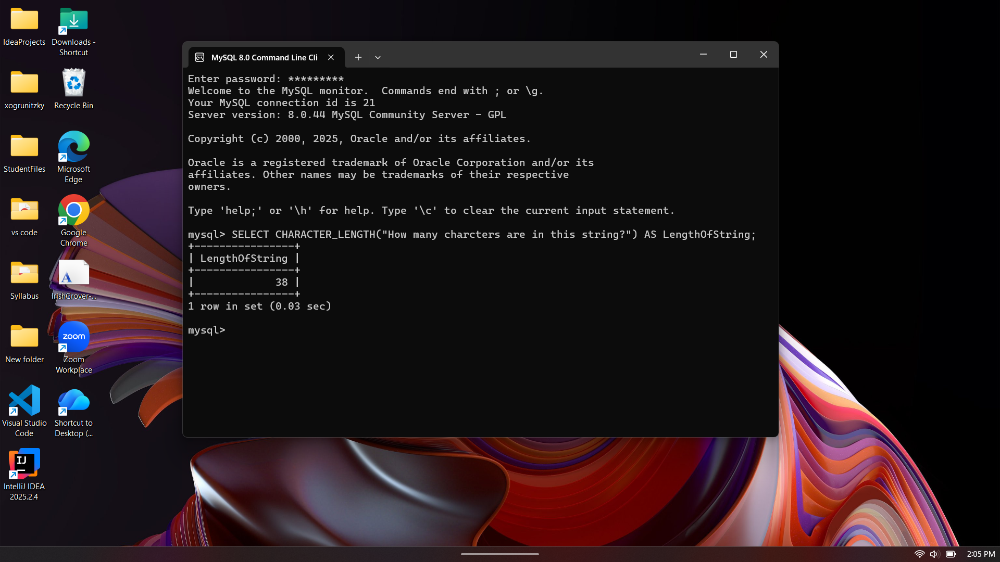 IdeaProjects
Downloads -
Shortcut
xogrunitzky
Recycle Bin
StudentFiles
Microsoft
Edge
vs code
Google
Chrome
Syllabus
IrishGrover-...
New folder
zoom
Zoom
Workplace
Visual Studio
Code
Shortcut to
Desktop (...
IJ
IntelliJ IDEA
2025.2.4
MySQL 8.0 Command Line Cli
Enter password: *********
Welcome to the MySQL monitor.  Commands end with ; or \g.
Your MySQL connection id is 21
Server version: 8.0.44 MySQL Community Server - GPL
Copyright (c) 2000, 2025, Oracle and/or its affiliates.
Oracle is a registered trademark of Oracle Corporation and/or its
affiliates. Other names may be trademarks of their respective
owners.
Type 'help;' or '\h' for help. Type '\c' to clear the current input statement.
mysql> SELECT CHARACTER_LENGTH("How many charcters are in this string?") AS LengthOfString;
+----------------+
| LengthOfString |
+----------------+
|             38 |
+----------------+
1 row in set (0.03 sec)
mysql>
2:05 PM